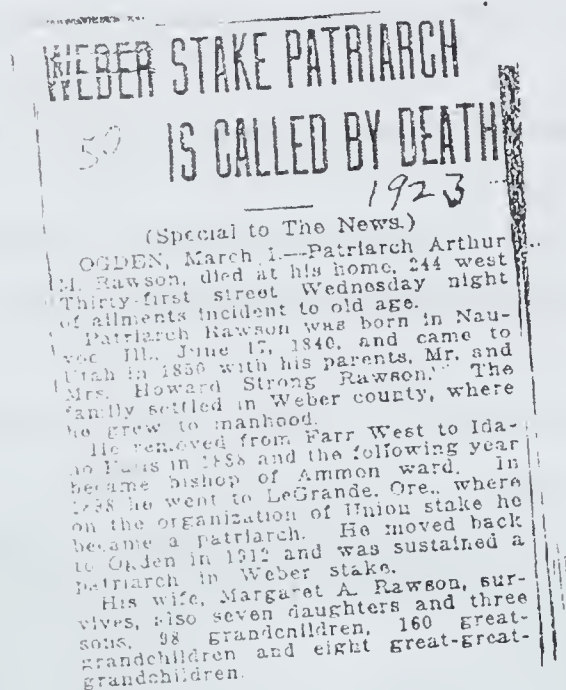 WEBER STAKE PATRIARCH
50
IS CALLED BY DEATH
1923
(Special to The News.)
OGDEN, March 1.—Patriarch Arthur
M. Rawson, died at his home, 244 west
Thirty-first street Wednesday night
of ailments incident to old age.
Patriarch Rawson was born in Nau-
voo Ill., June 17, 1840, and came to
Utah in 1850 with his parents, Mr. and
Mrs. Howard Strong Rawson. The
family settled in Weber county, where
he grew to manhood.
He removed from Farr West to Ida-
ho Falls in 1888 and the following year
became bishop of Ammon ward. In
1898 he went to LeGrande, Ore., where
on the organization of Union stake he
became a patriarch. He moved back
to Ogden in 1912 and was sustained a
patriarch in Weber stake.
His wife, Margaret A. Rawson, sur-
vives, also seven daughters and three
sons, 98 grandchildren, 160 great-
grandchildren and eight great-great-
grandchildren.